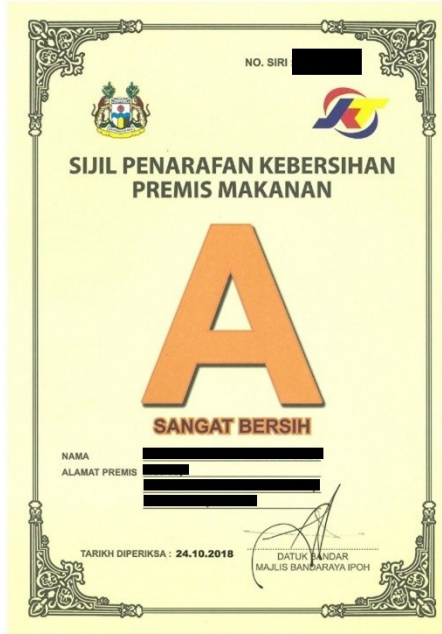 NO. SIRI :
SIJIL PENARAFAN KEBERSIHAN
PREMIS MAKANAN
A
SANGAT BERSIH
NAMA
ALAMAT PREMIS
TARIKH DIPERIKSA : 24.10.2018
DATUK BANDAR
MAJLIS BANDARAYA IPOH